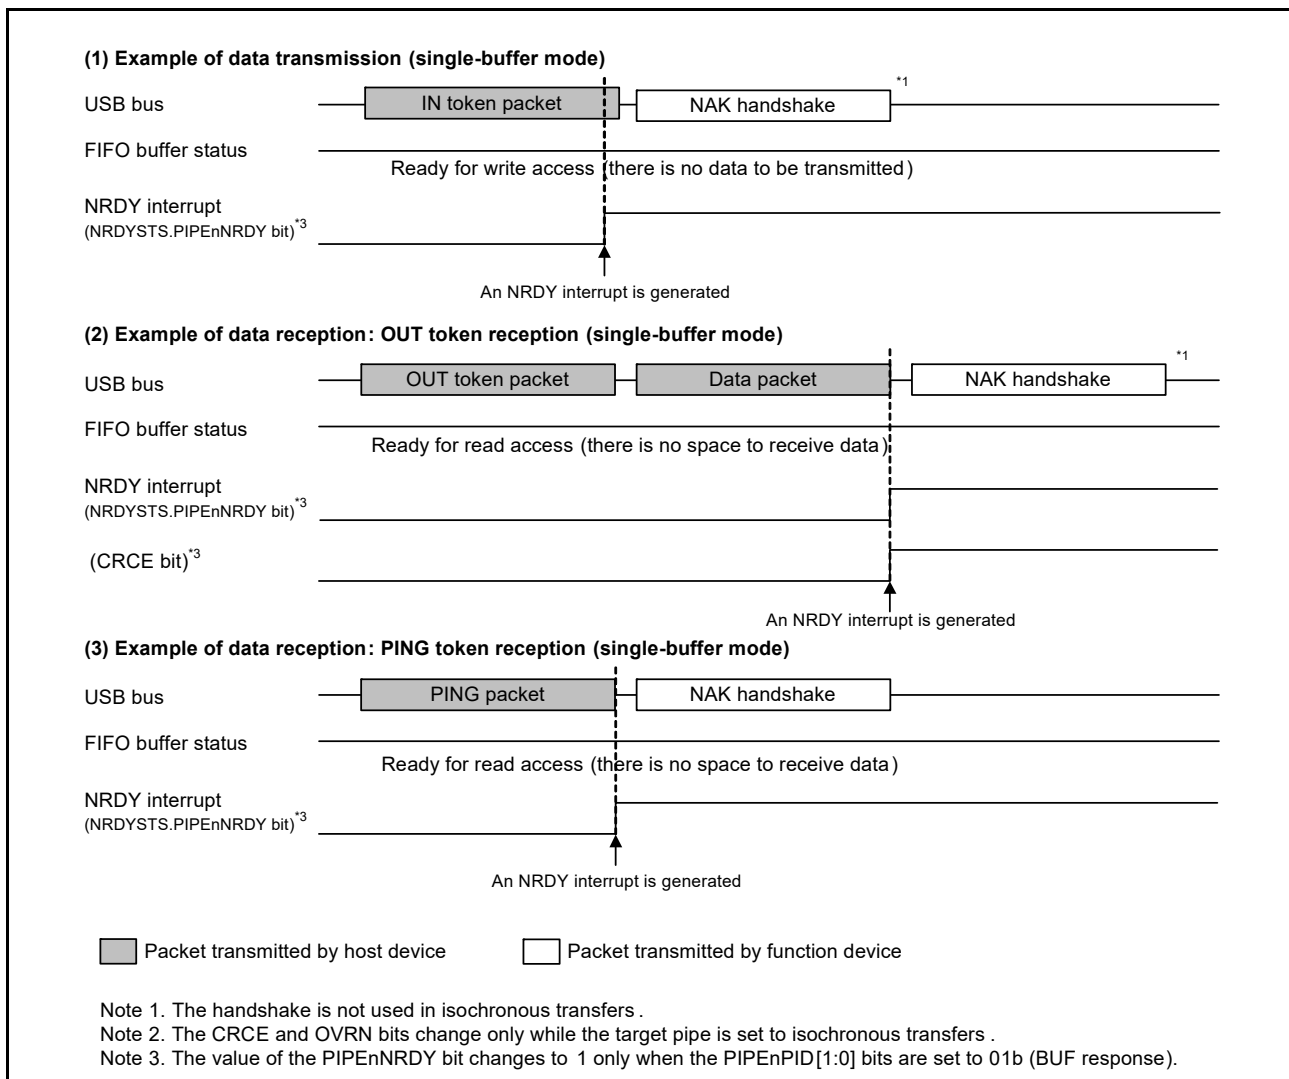 (1) Example of data transmission (single-buffer mode)
USB bus
IN token packet
NAK handshake
*1
FIFO buffer status
Ready for write access (there is no data to be transmitted)
NRDY interrupt
(NRDYSTS.PIPEnNRDY bit)*3
An NRDY interrupt is generated
(2) Example of data reception: OUT token reception (single-buffer mode)
USB bus
OUT token packet
Data packet
NAK handshake
*1
FIFO buffer status
Ready for read access (there is no space to receive data)
NRDY interrupt
(NRDYSTS.PIPEnNRDY bit)*3
(CRCE bit)*3
An NRDY interrupt is generated
(3) Example of data reception: PING token reception (single-buffer mode)
USB bus
PING packet
NAK handshake
FIFO buffer status
Ready for read access (there is no space to receive data)
NRDY interrupt
(NRDYSTS.PIPEnNRDY bit)*3
An NRDY interrupt is generated
Packet transmitted by host device
Packet transmitted by function device
Note 1. The handshake is not used in isochronous transfers.
Note 2. The CRCE and OVRN bits change only while the target pipe is set to isochronous transfers.
Note 3. The value of the PIPEnNRDY bit changes to 1 only when the PIPEnPID[1:0] bits are set to 01b (BUF response).